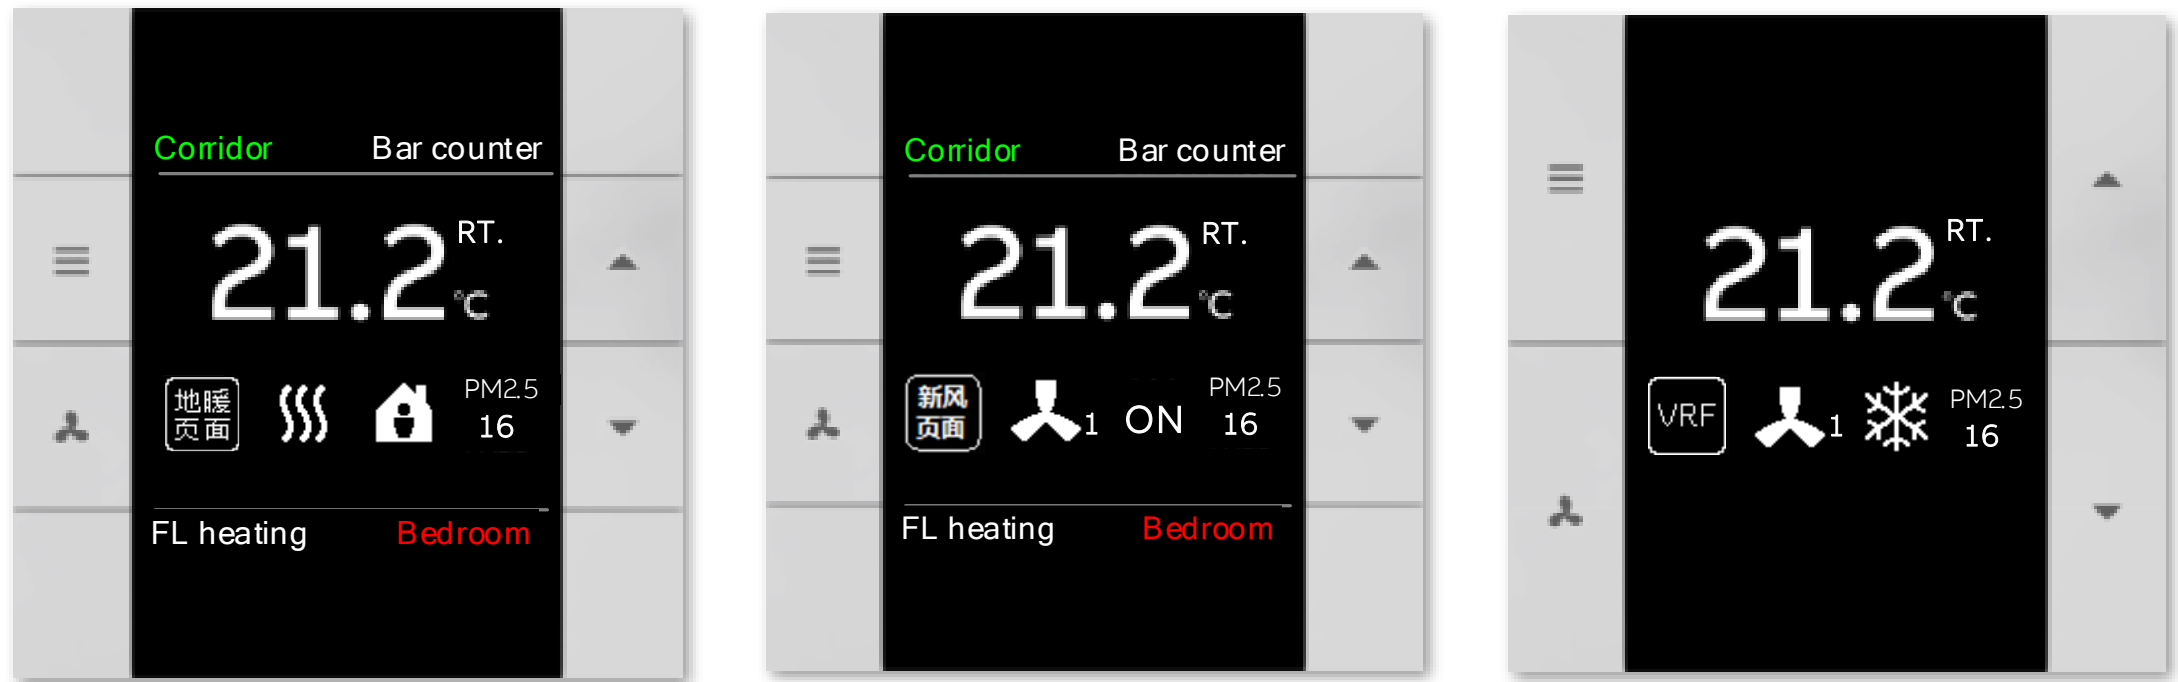 Corridor Bar counter
21.2 RT. °C
地暖
页面
PM2.5
16
FL heating Bedroom
Corridor Bar counter
21.2 RT. °C
新风
页面
1 ON
PM2.5
16
FL heating Bedroom
21.2 RT. °C
VRF
1
PM2.5
16